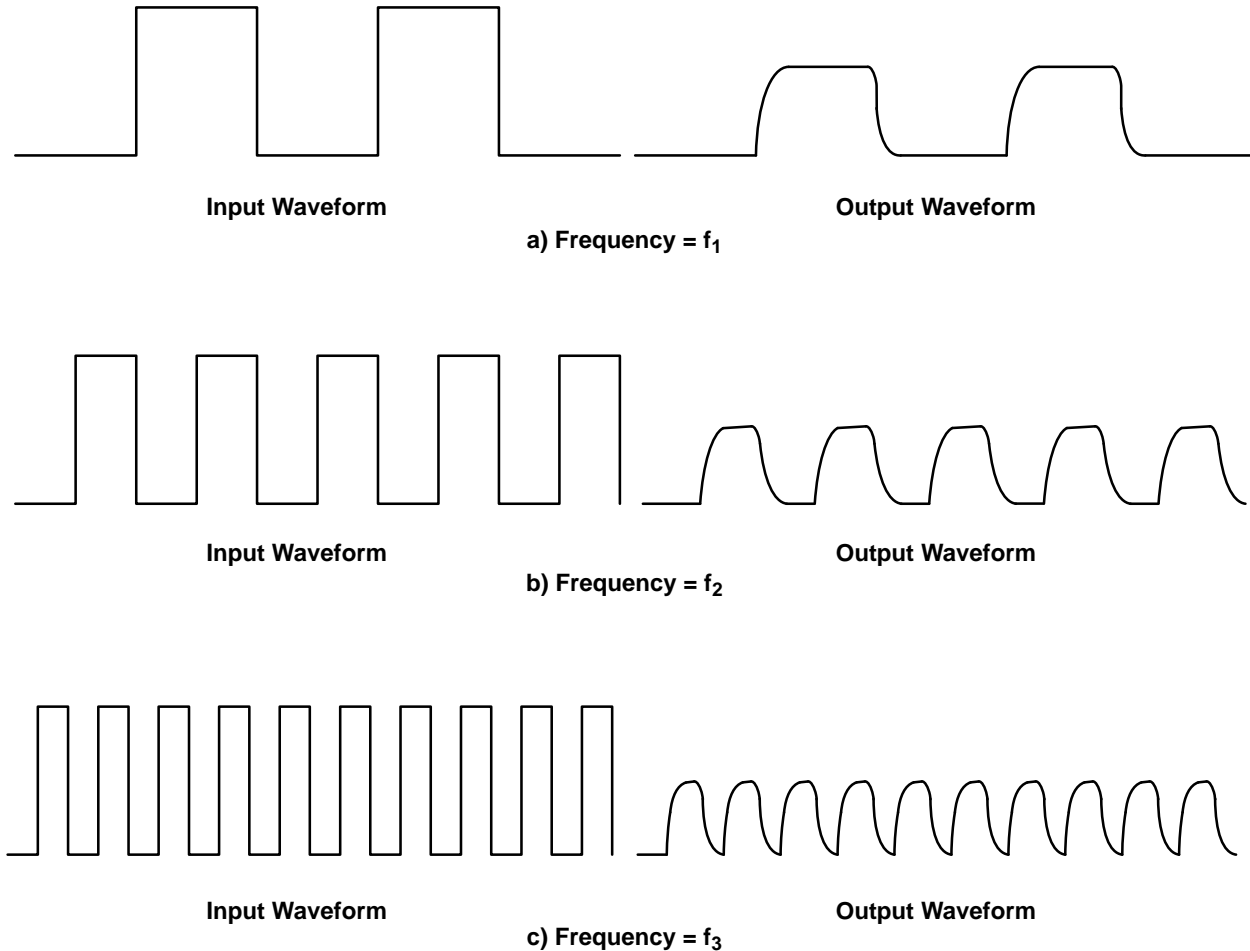 Input Waveform
Output Waveform
a) Frequency = f₁
Input Waveform
Output Waveform
b) Frequency = f₂
Input Waveform
Output Waveform
c) Frequency = f₃